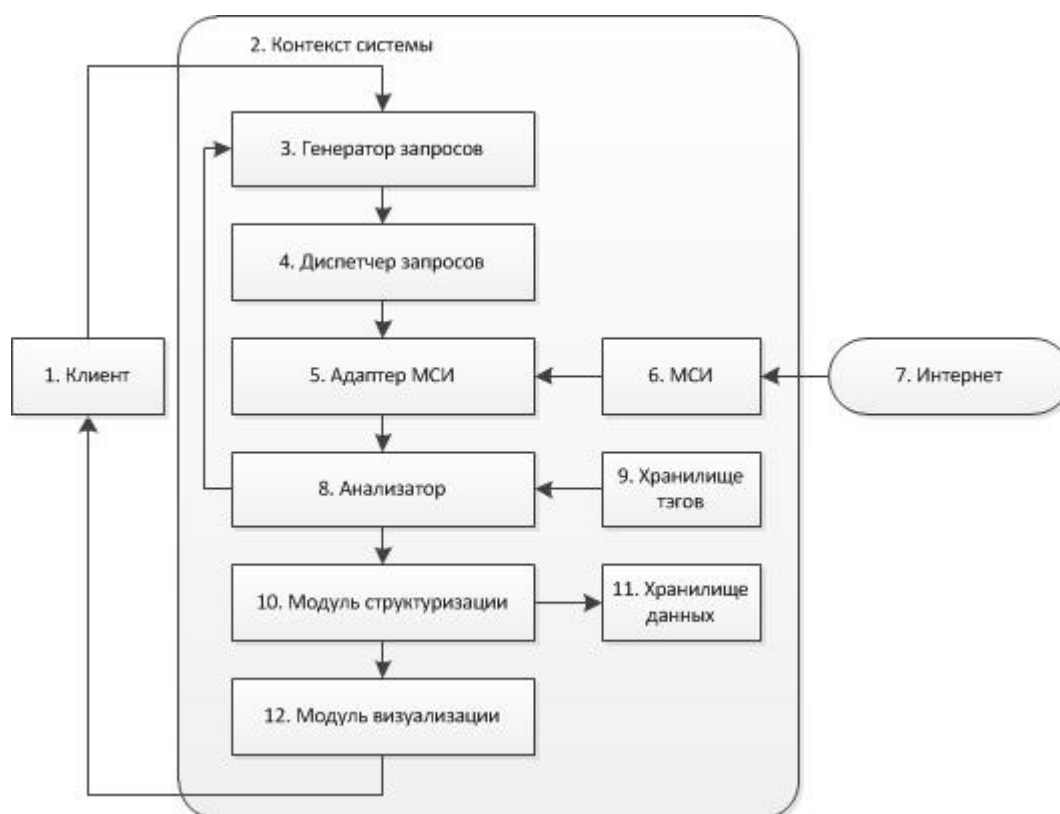 2. Контекст системы
3. Генератор запросов
4. Диспетчер запросов
1. Клиент
5. Адаптер МСИ
6. МСИ
7. Интернет
8. Анализатор
9. Хранилище
тэгов
10. Модуль структуризации
11. Хранилище
данных
12. Модуль визуализации